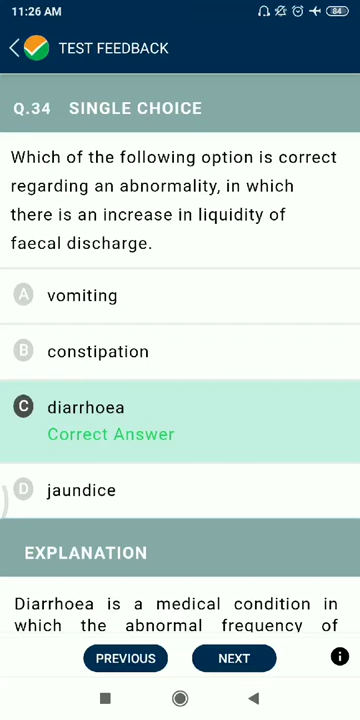 11:26 AM
84
TEST FEEDBACK
Q.34 SINGLE CHOICE
Which of the following option is correct
regarding an abnormality, in which
there is an increase in liquidity of
faecal discharge.
A vomiting
B constipation
C diarrhoea
Correct Answer
D jaundice
EXPLANATION
Diarrhoea is a medical condition in
which the abnormal frequency of
PREVIOUS
NEXT